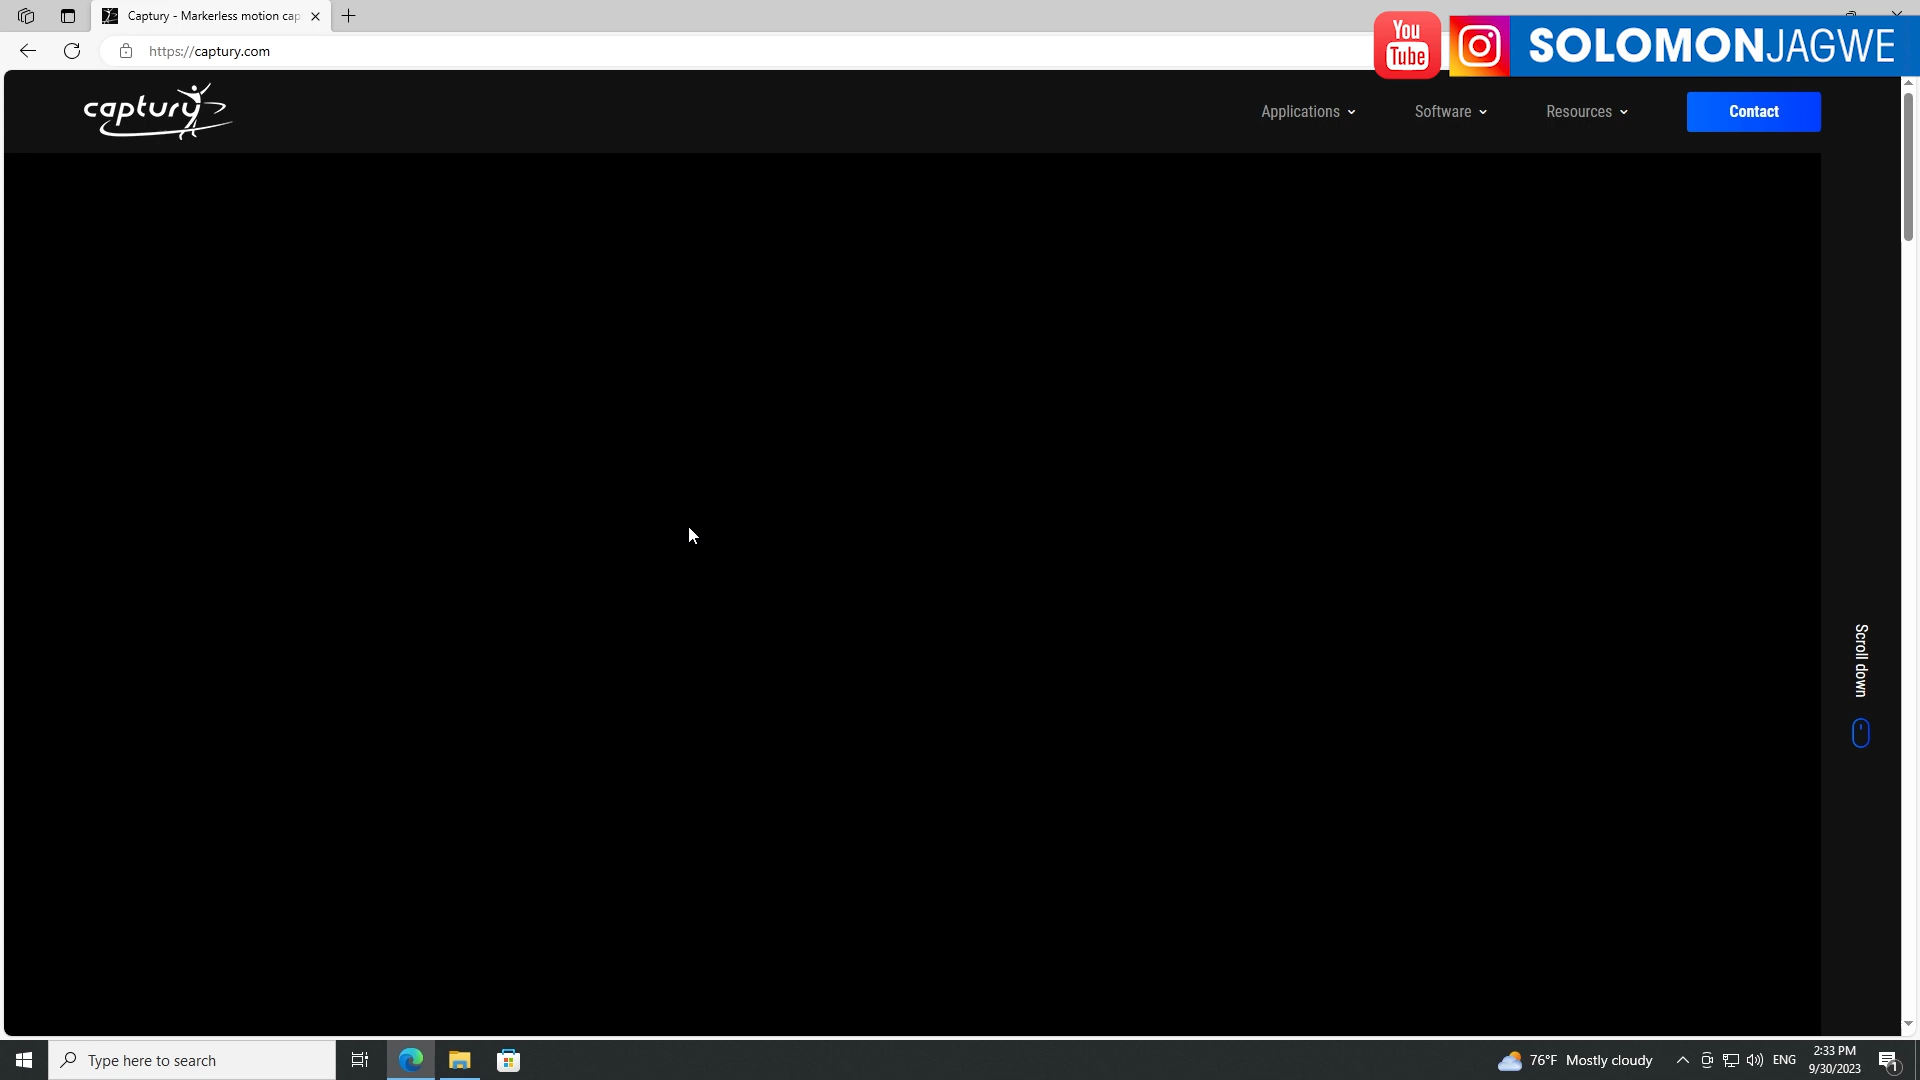 Captury - Markerless motion cap
https://captury.com
You
Tube
SOLOMONJAGWE
captury
Applications
Software
Resources
Contact
Scroll down
Type here to search
76°F Mostly cloudy
ENG
2:33 PM
9/30/2023
1